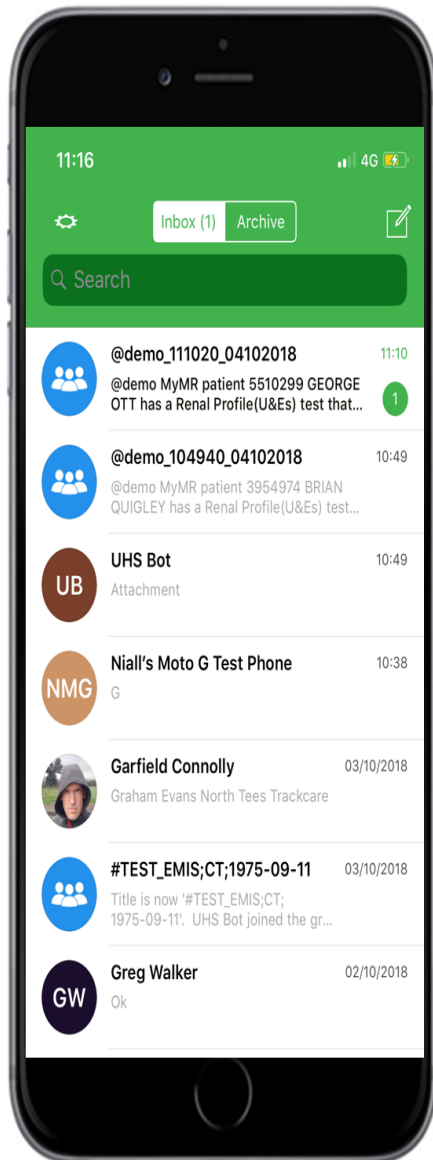 11:16 4G
Inbox (1) Archive
Search
@demo_111020_04102018 11:10
@demo MyMR patient 5510299 GEORGE
OTT has a Renal Profile(U&Es) test that... 1
@demo_104940_04102018 10:49
@demo MyMR patient 3954974 BRIAN
QUIGLEY has a Renal Profile(U&Es) test...
UB UHS Bot 10:49
Attachment
NMG Niall's Moto G Test Phone 10:38
G
Garfield Connolly 03/10/2018
Graham Evans North Tees Trackcare
#TEST_EMIS;CT;1975-09-11 03/10/2018
Title is now '#TEST_EMIS;CT;
1975-09-11'. UHS Bot joined the gr...
GW Greg Walker 02/10/2018
Ok